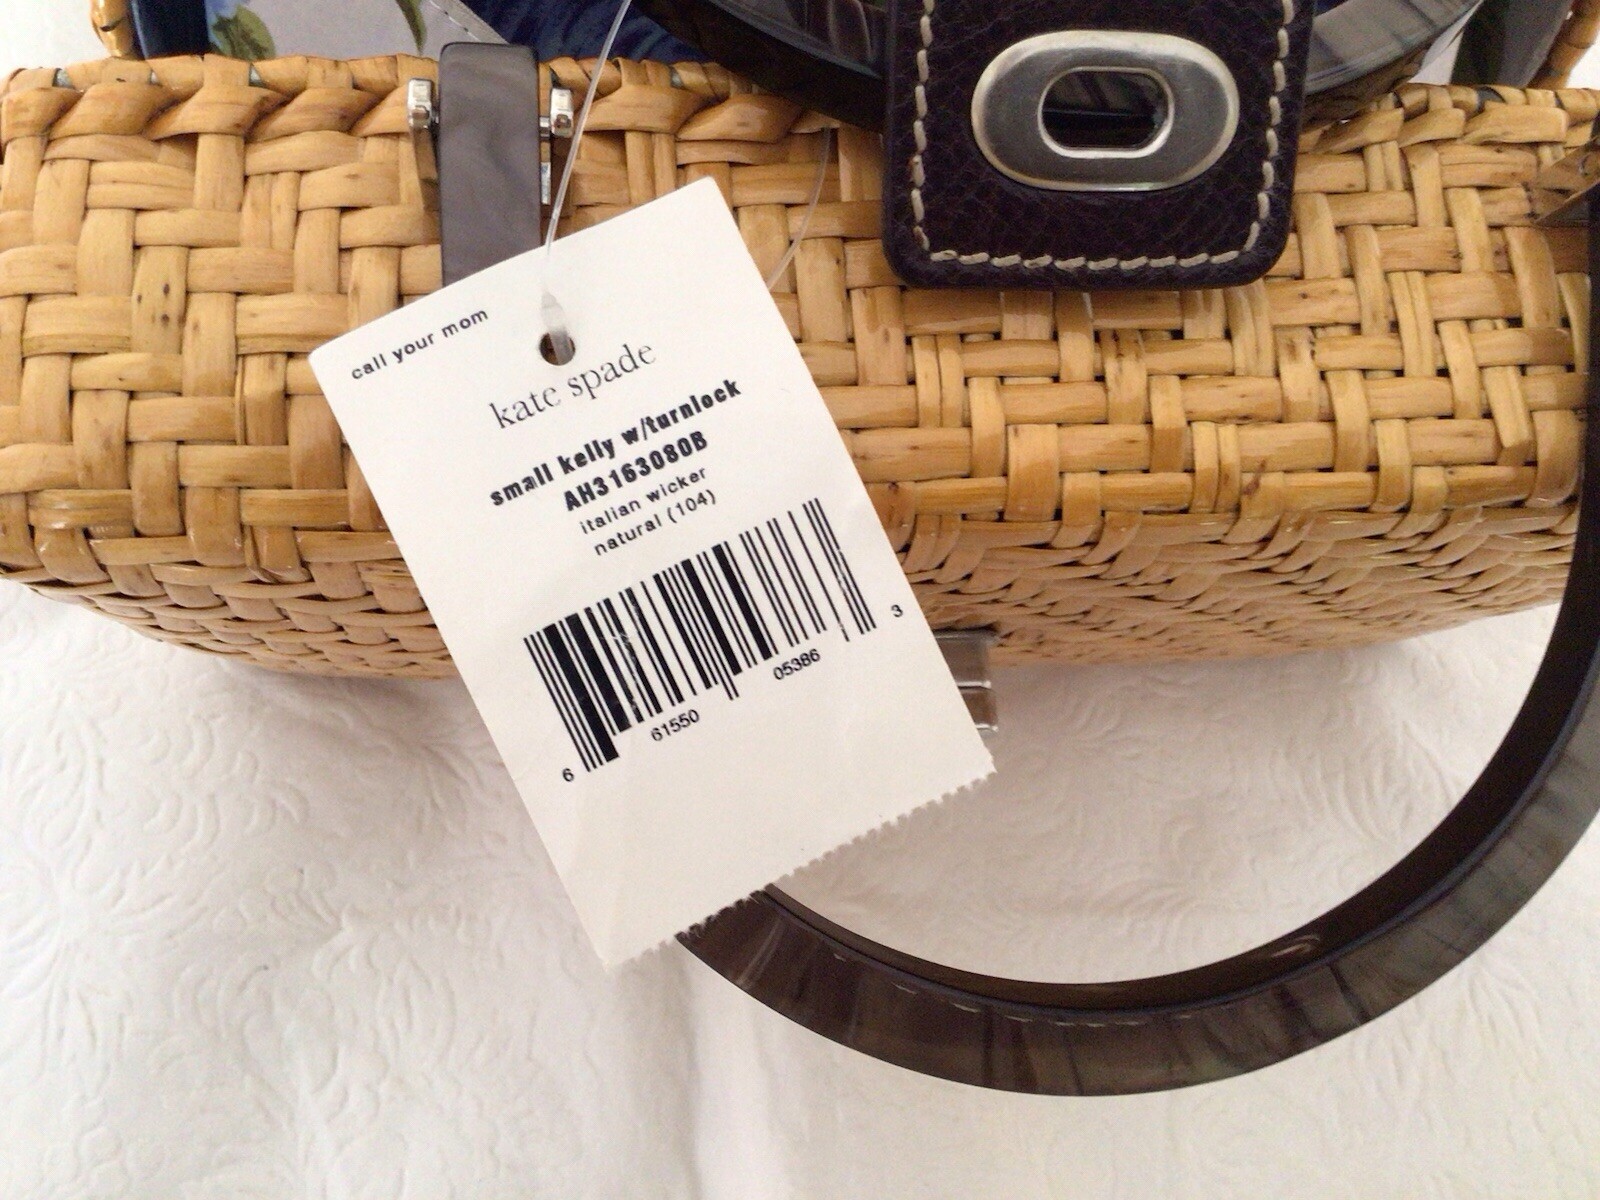 call your mom
kate spade
small kelly w/turnlock
AH3163080B
italian wicker
natural (104)
6 61550 05386 3